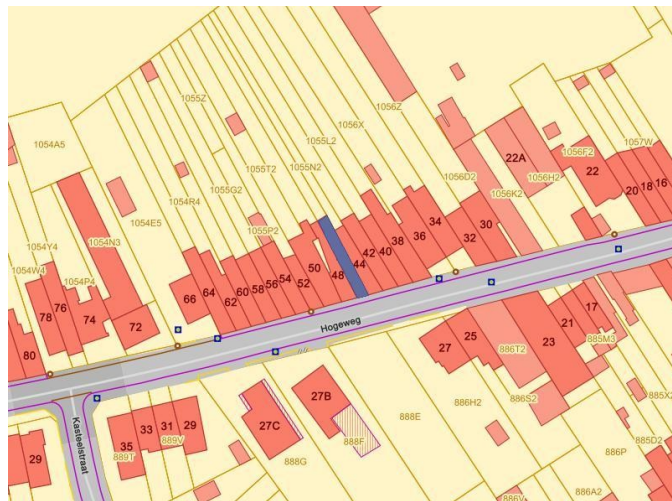 1056Z
1055Z
1056X
1055L2
1055N2
1055T2
1055G2
1054R4
1055P2
1054E5
1054A5
1054N3
1054Y4
1054W4
1054P4
1057W
1056F2
1056H2
1056K2
1056D2
22A
22
20
18
16
34
30
32
36
38
40
42
44
48
50
52
54
56
58
60
62
64
66
72
74
76
78
80
Hogeweg
Kasteelstraat
27
25
23
21
17
886T2
885M3
886S2
886H2
888E
27B
888F
27C
888G
29
31
33
35
889V
889T
29
885X2
885D2
886P
886A2
886V